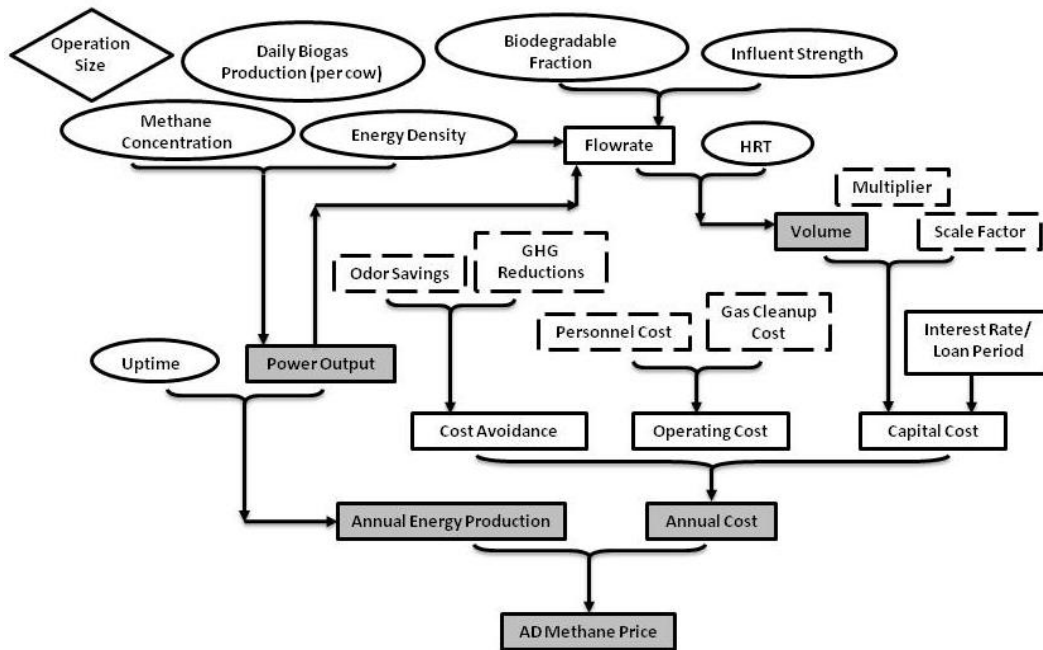 Operation
Size
Daily Biogas
Production (per cow)
Biodegradable
Fraction
Influent Strength
Methane
Concentration
Energy Density
Flowrate
HRT
Multiplier
Volume
Scale Factor
Odor Savings
GHG
Reductions
Personnel Cost
Gas Cleanup
Cost
Interest Rate/
Loan Period
Uptime
Power Output
Cost Avoidance
Operating Cost
Capital Cost
Annual Energy Production
Annual Cost
AD Methane Price